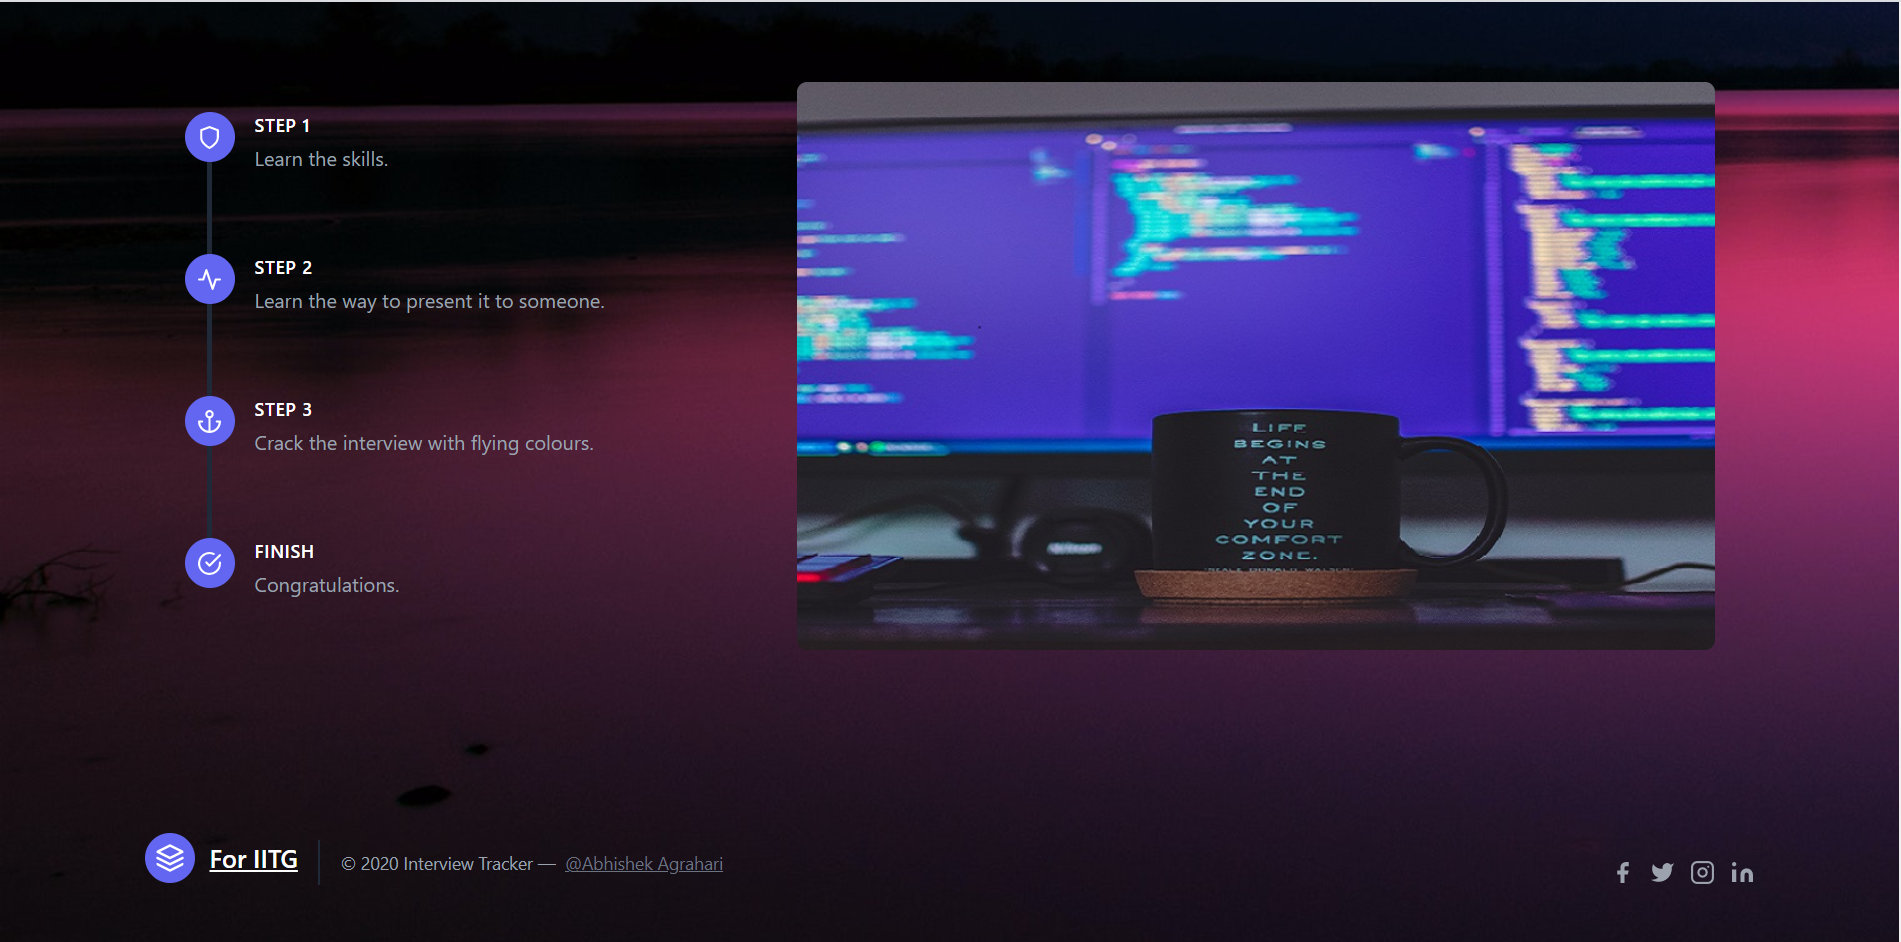 STEP 1
Learn the skills.
STEP 2
Learn the way to present it to someone.
STEP 3
Crack the interview with flying colours.
FINISH
Congratulations.
LIFE
BEGINS
AT
THE
END
OF
YOUR
COMFORT
ZONE.
For IITG
© 2020 Interview Tracker — @Abhishek Agrahari